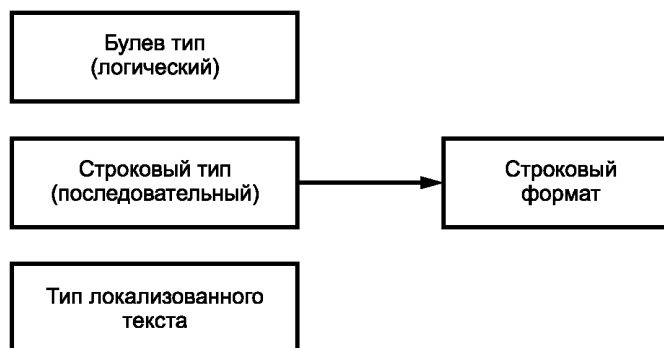 Булев тип
(логический)
Строковый тип
(последовательный)
Строковый
формат
Тип локализованного
текста